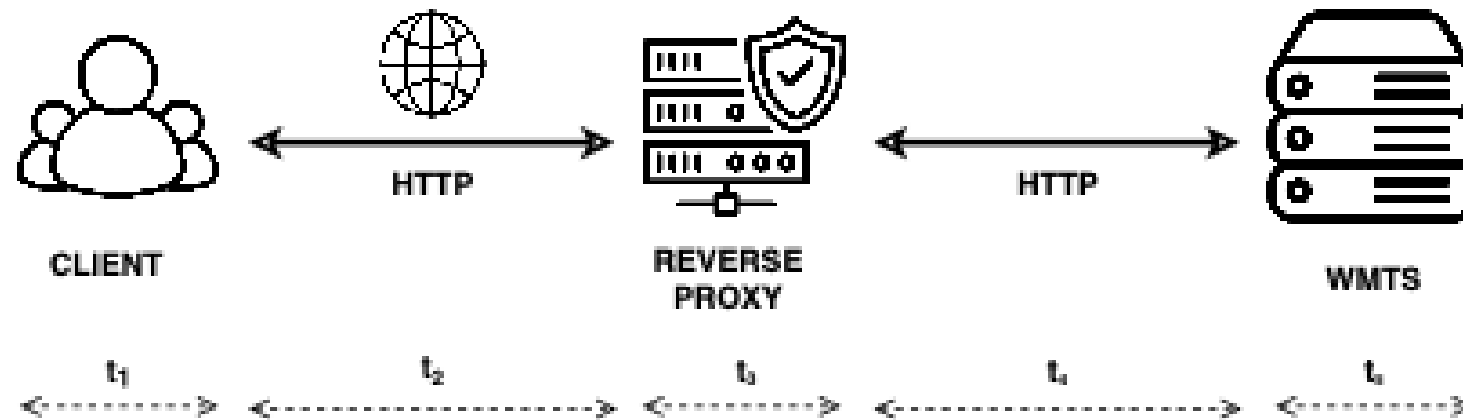 HTTP
HTTP
CLIENT
REVERSE
PROXY
WMTS
t₁
t₂
t₃